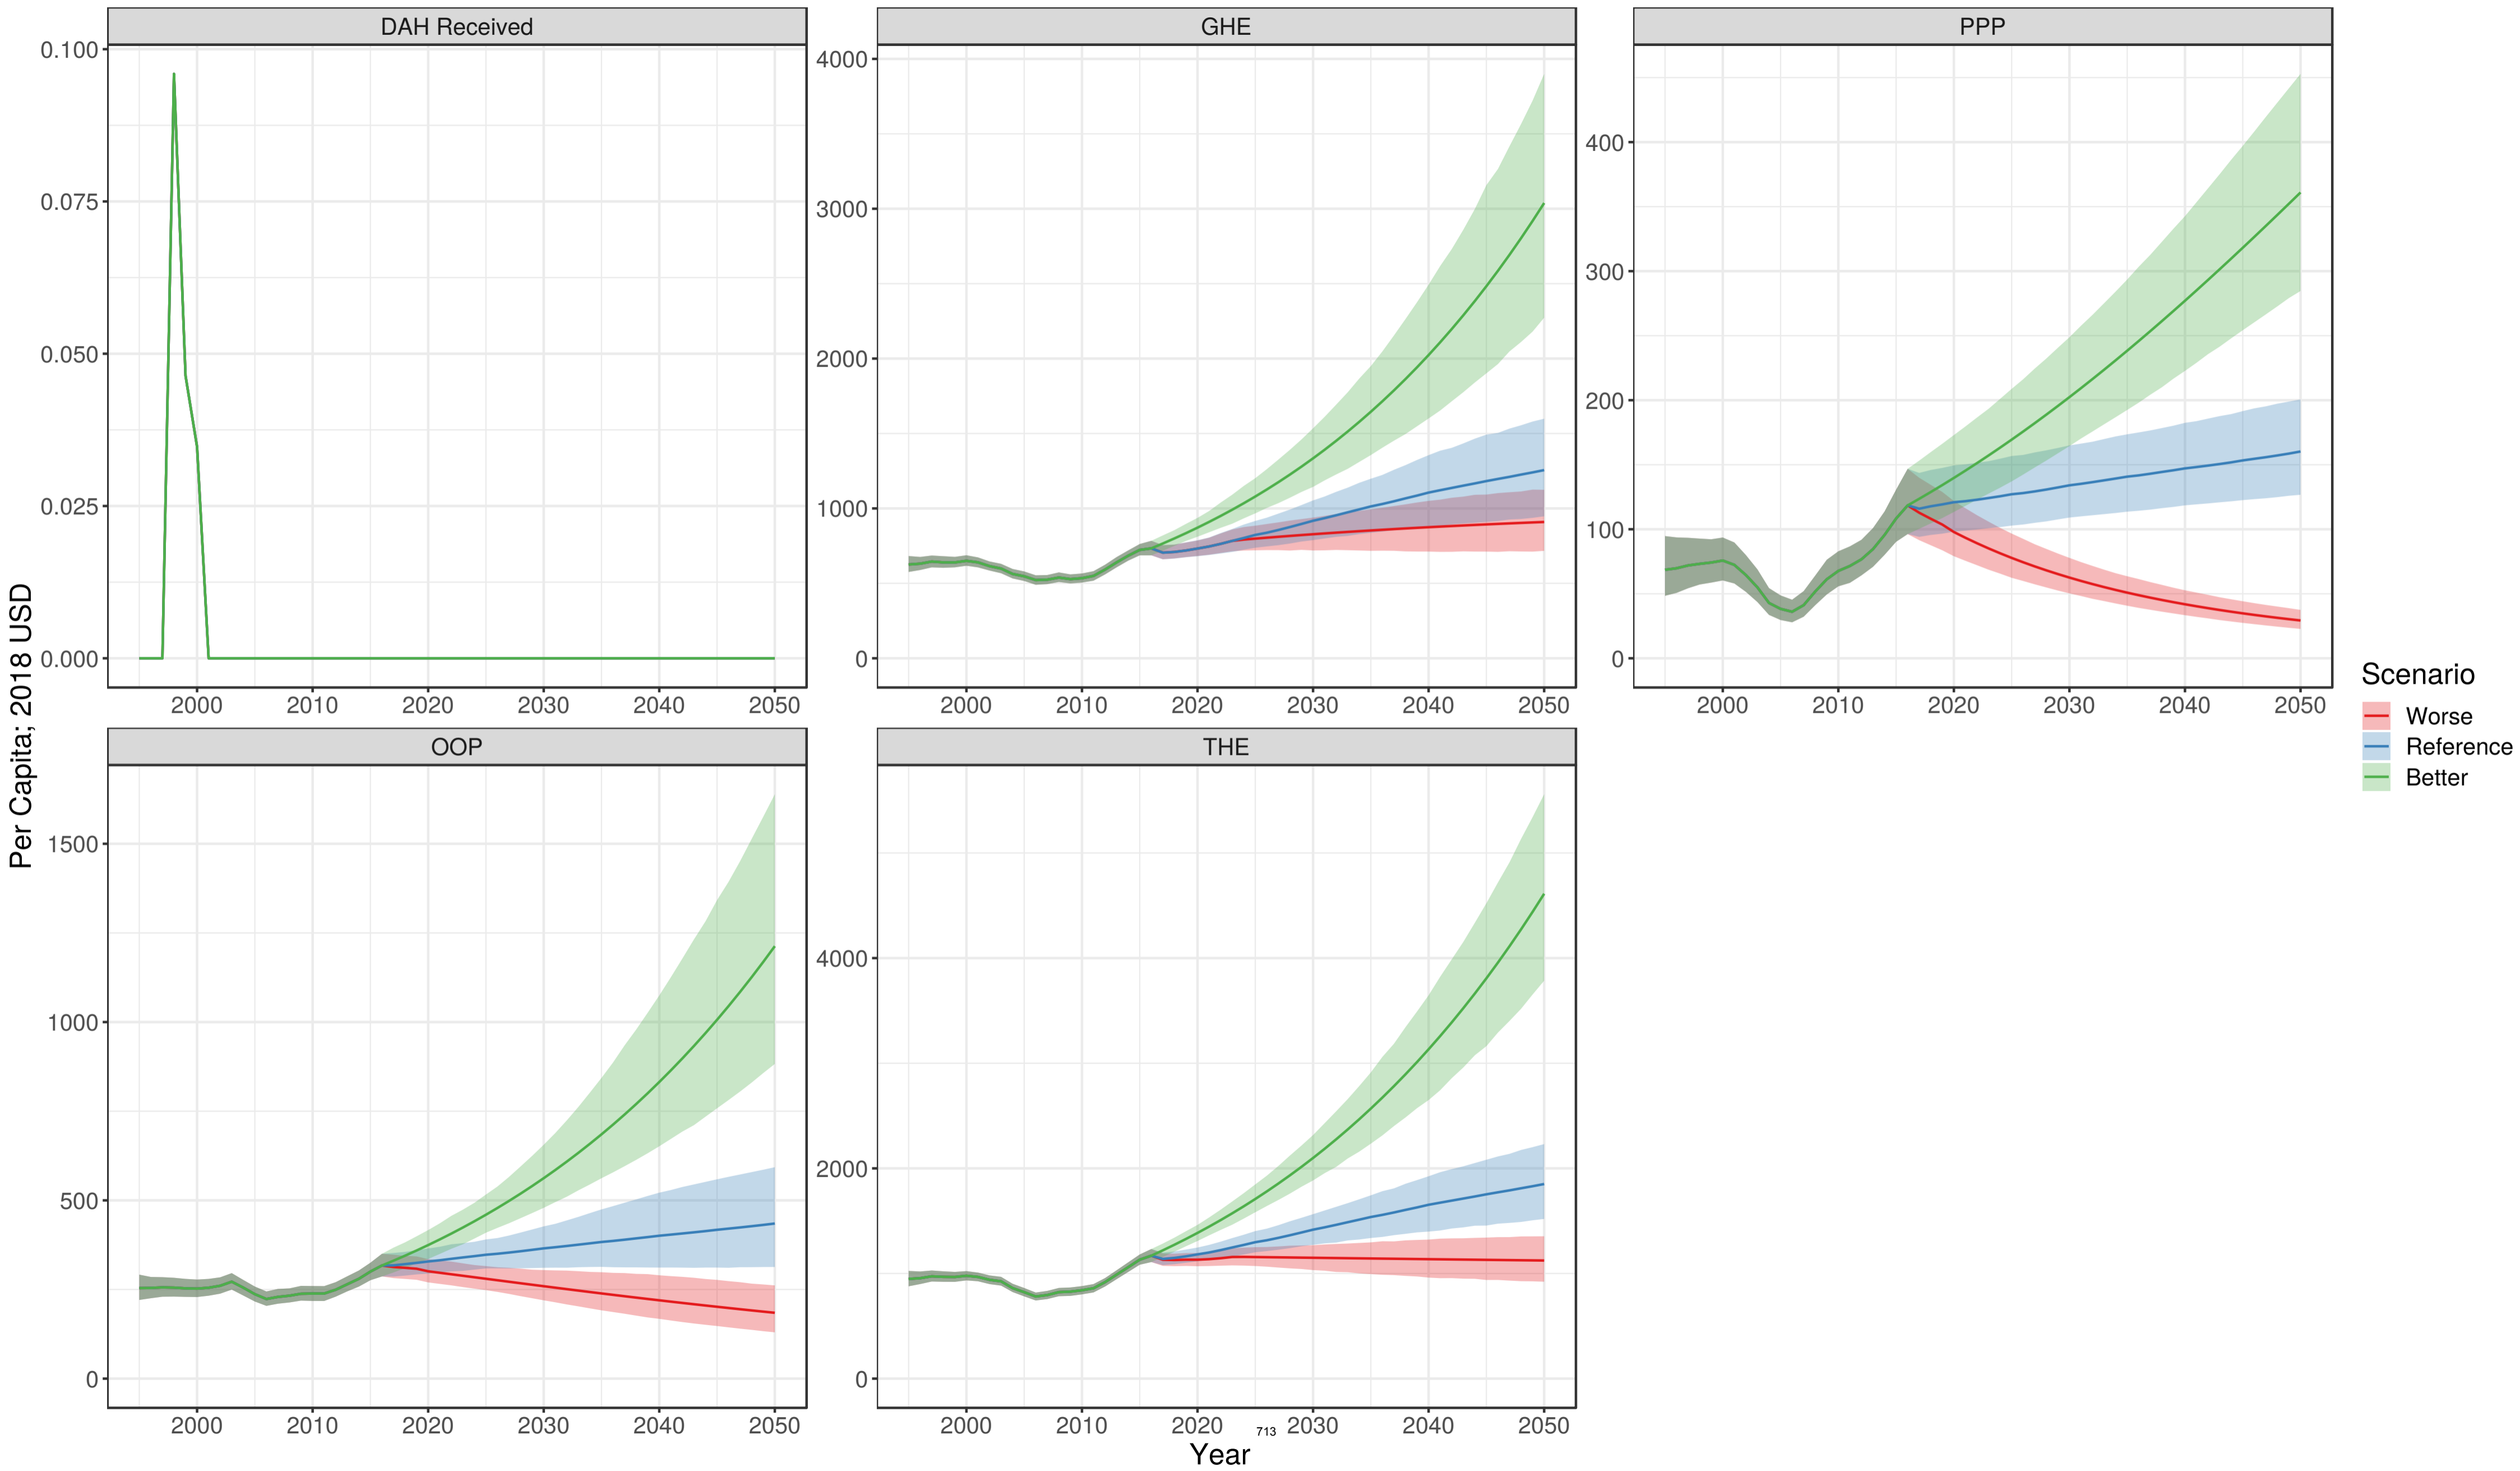 Per Capita; 2018 USD
DAH Received
0.100
0.075
0.050
0.025
0.000
2000 2010 2020 2030 2040 2050
GHE
4000
3000
2000
1000
0
2000 2010 2020 2030 2040 2050
PPP
400
300
200
100
0
2000 2010 2020 2030 2040 2050
OOP
1500
1000
500
0
2000 2010 2020 2030 2040 2050
THE
4000
2000
0
2000 2010 2020 2030 2040 2050
713
Year
Scenario
Worse
Reference
Better